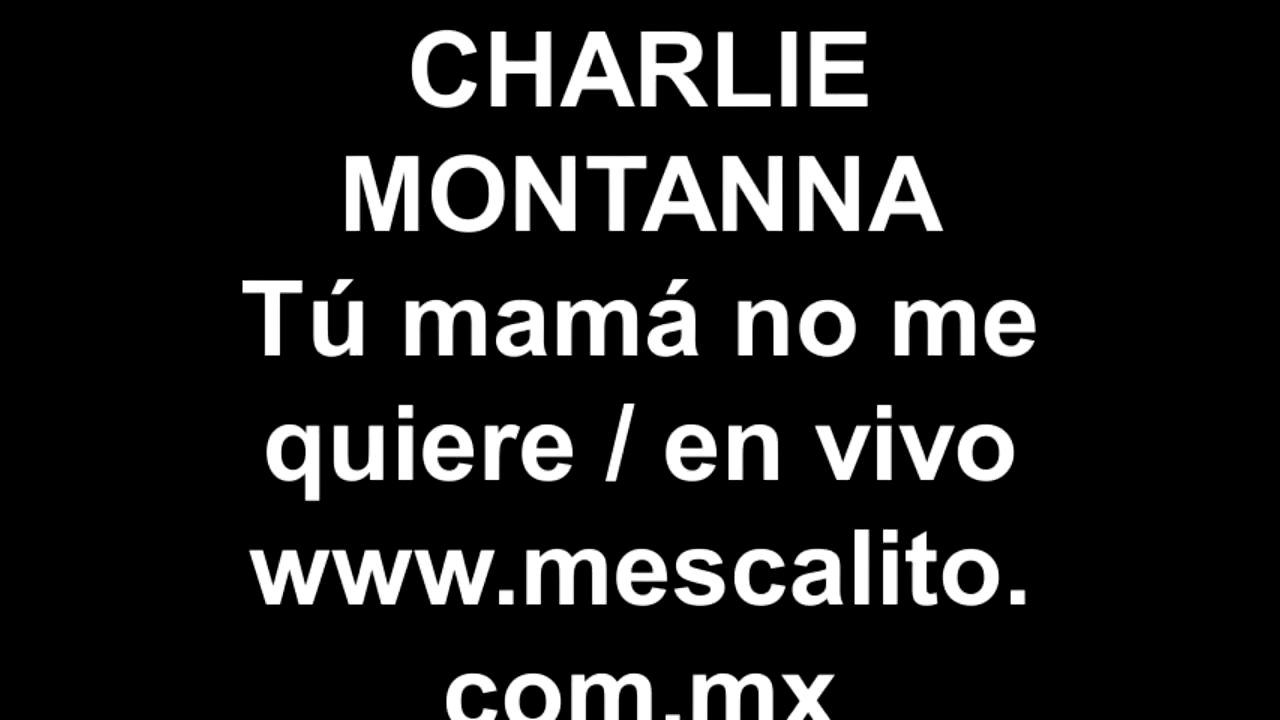 CHARLIE
MONTANNA
Tú mamá no me
quiere / en vivo
www.mescalito.
com.mx